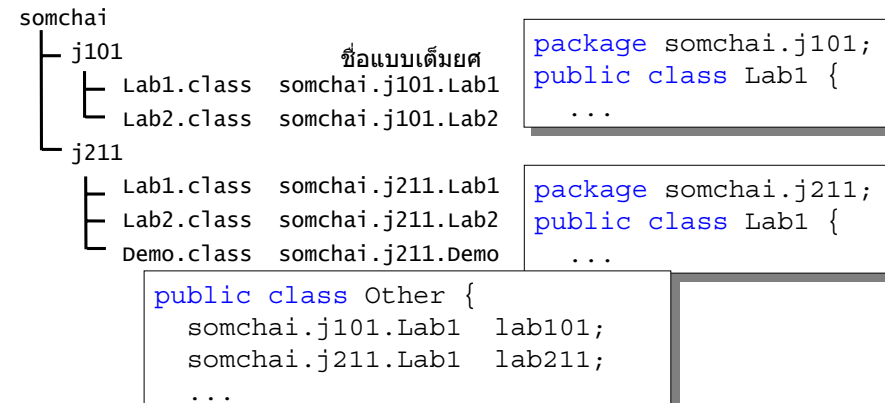 somchai
j101
ชื่อแบบเต็มยศ
Lab1.class somchai.j101.Lab1
Lab2.class somchai.j101.Lab2
j211
Lab1.class somchai.j211.Lab1
Lab2.class somchai.j211.Lab2
Demo.class somchai.j211.Demo
package somchai.j101;
public class Lab1 {
...
package somchai.j211;
public class Lab1 {
...
public class Other {
somchai.j101.Lab1 lab101;
somchai.j211.Lab1 lab211;
...